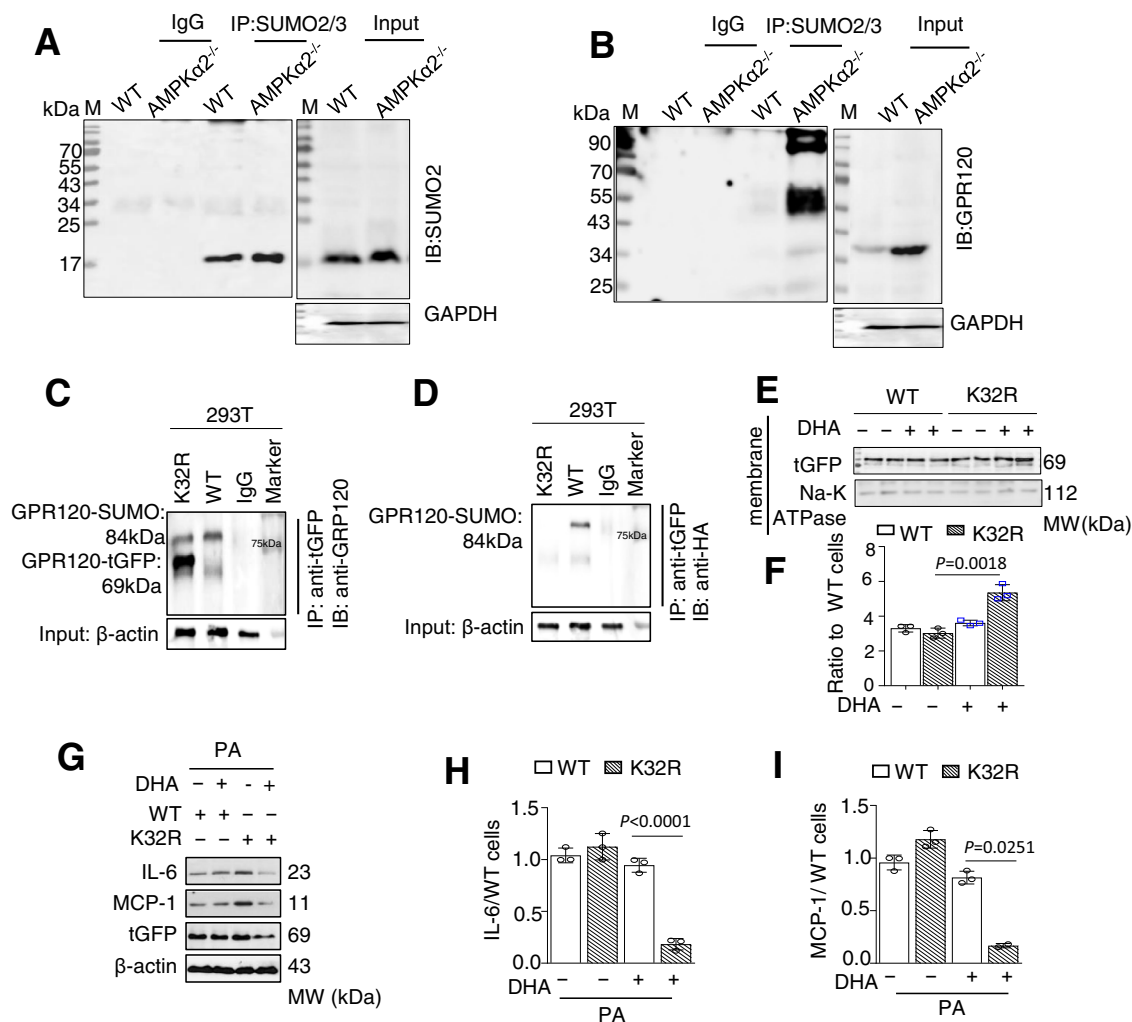 A
IgG
IP:SUMO2/3
Input
kDa M WT AMPKα2-/- WT AMPKα2-/- M WT AMPKα2-/-
70
55
43
34
25
17
IB:SUMO2
GAPDH
B
IgG
IP:SUMO2/3
Input
kDa M WT AMPKα2-/- WT AMPKα2-/- M WT AMPKα2-/-
90
70
55
43
34
25
IB:GPR120
GAPDH
C
293T
K32R WT IgG Marker
GPR120-SUMO:
84kDa
GPR120-tGFP:
69kDa
75kDa
IP: anti-tGFP
IB: anti-GRP120
Input: β-actin
D
293T
K32R WT IgG Marker
GPR120-SUMO:
84kDa
75kDa
IP: anti-tGFP
IB: anti-HA
Input: β-actin
E
WT K32R
DHA − − + + − − + +
membrane
tGFP 69
Na-K 112
ATPase MW(kDa)
F
WT K32R
P=0.0018
Ratio to WT cells
8
6
4
2
0
DHA − − + +
G
PA
DHA − + - +
WT + + − −
K32R − − + +
IL-6 23
MCP-1 11
tGFP 69
β-actin 43
MW (kDa)
H
WT K32R
P<0.0001
IL-6/WT cells
1.5
1.0
0.5
0.0
DHA − − + +
PA
I
WT K32R
P=0.0251
MCP-1/ WT cells
1.5
1.0
0.5
0.0
DHA − − + +
PA